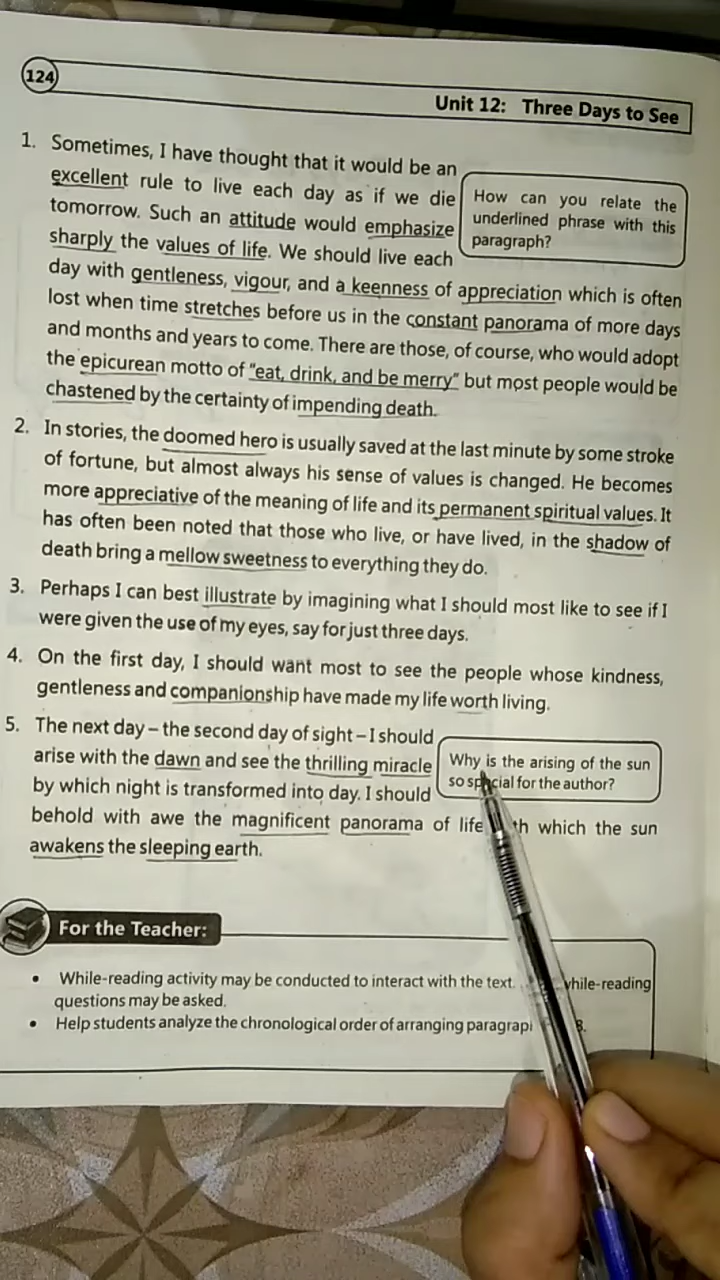 124
Unit 12: Three Days to See
1. Sometimes, I have thought that it would be an
excellent rule to live each day as if we die
tomorrow. Such an attitude would emphasize
sharply the values of life. We should live each
day with gentleness, vigour, and a keenness of appreciation which is often
lost when time stretches before us in the constant panorama of more days
and months and years to come. There are those, of course, who would adopt
the epicurean motto of "eat, drink, and be merry" but most people would be
chastened by the certainty of impending death.
How can you relate the
underlined phrase with this
paragraph?
2. In stories, the doomed hero is usually saved at the last minute by some stroke
of fortune, but almost always his sense of values is changed. He becomes
more appreciative of the meaning of life and its permanent spiritual values. It
has often been noted that those who live, or have lived, in the shadow of
death bring a mellow sweetness to everything they do.
3. Perhaps I can best illustrate by imagining what I should most like to see if I
were given the use of my eyes, say for just three days.
4. On the first day, I should want most to see the people whose kindness,
gentleness and companionship have made my life worth living.
5. The next day – the second day of sight – I should
arise with the dawn and see the thrilling miracle
by which night is transformed into day. I should
behold with awe the magnificent panorama of life which the sun
awakens the sleeping earth.
Why is the arising of the sun
so special for the author?
For the Teacher:
• While-reading activity may be conducted to interact with the text. while-reading
questions may be asked.
• Help students analyze the chronological order of arranging